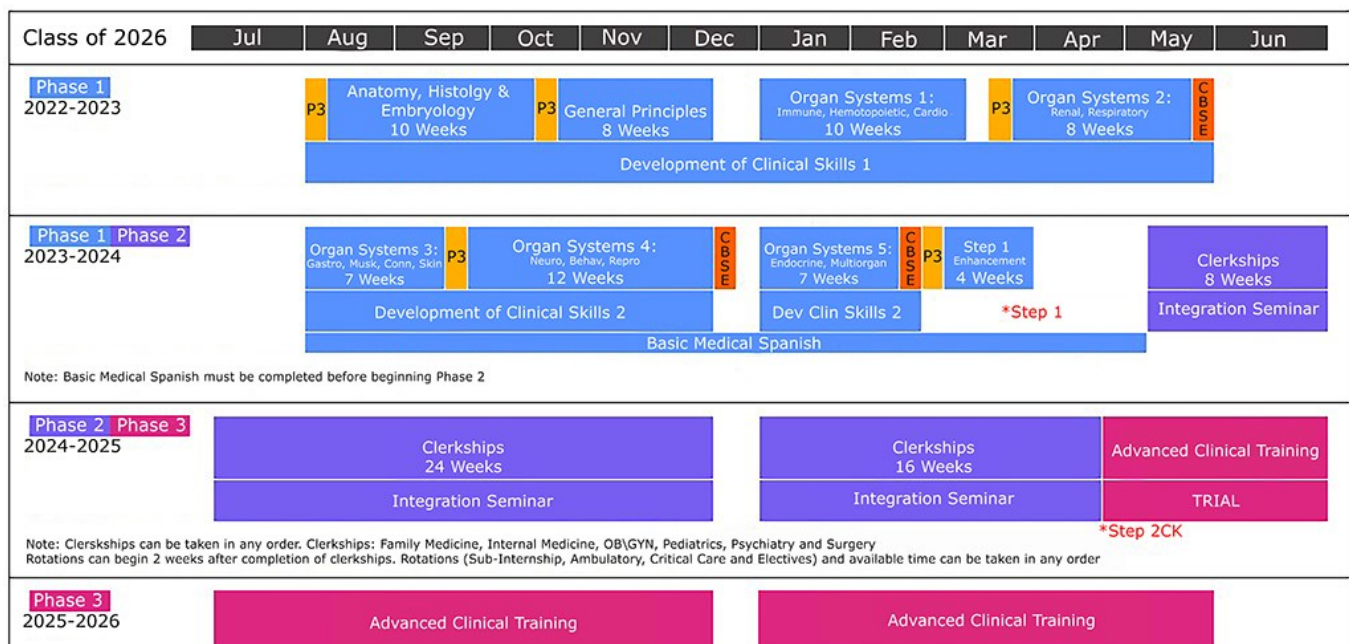 Class of 2026 Jul Aug Sep Oct Nov Dec Jan Feb Mar Apr May Jun
Phase 1
2022-2023
P3
Anatomy, Histolgy &
Embryology
10 Weeks
P3
General Principles
8 Weeks
Organ Systems 1:
Immune, Hemotopoietic, Cardio
10 Weeks
P3
Organ Systems 2:
Renal, Respiratory
8 Weeks
CBSE
Development of Clinical Skills 1
Phase 1 Phase 2
2023-2024
Organ Systems 3:
Gastro, Musk, Conn, Skin
7 Weeks
P3
Organ Systems 4:
Neuro, Behav, Repro
12 Weeks
CBSE
Organ Systems 5:
Endocrine, Multiorgan
7 Weeks
CBSE
P3
Step 1
Enhancement
4 Weeks
Clerkships
8 Weeks
Development of Clinical Skills 2
Dev Clin Skills 2
*Step 1
Integration Seminar
Basic Medical Spanish
Note: Basic Medical Spanish must be completed before beginning Phase 2
Phase 2 Phase 3
2024-2025
Clerkships
24 Weeks
Clerkships
16 Weeks
Advanced Clinical Training
Integration Seminar
Integration Seminar
TRIAL
*Step 2CK
Note: Clerskships can be taken in any order. Clerkships: Family Medicine, Internal Medicine, OB\GYN, Pediatrics, Psychiatry and Surgery
Rotations can begin 2 weeks after completion of clerkships. Rotations (Sub-Internship, Ambulatory, Critical Care and Electives) and available time can be taken in any order
Phase 3
2025-2026
Advanced Clinical Training
Advanced Clinical Training